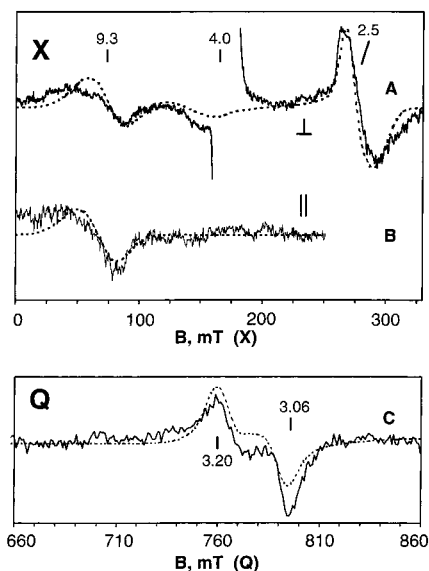 X
9.3
4.0
2.5
A
⊥
||
B
0 100 200 300
B, mT (X)
Q
3.06
C
3.20
660 710 760 810 860
B, mT (Q)